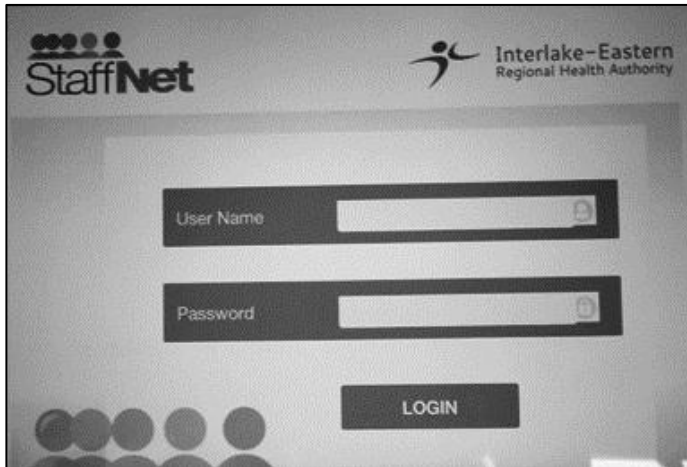 StaffNet
Interlake-Eastern
Regional Health Authority
User Name
Password
LOGIN